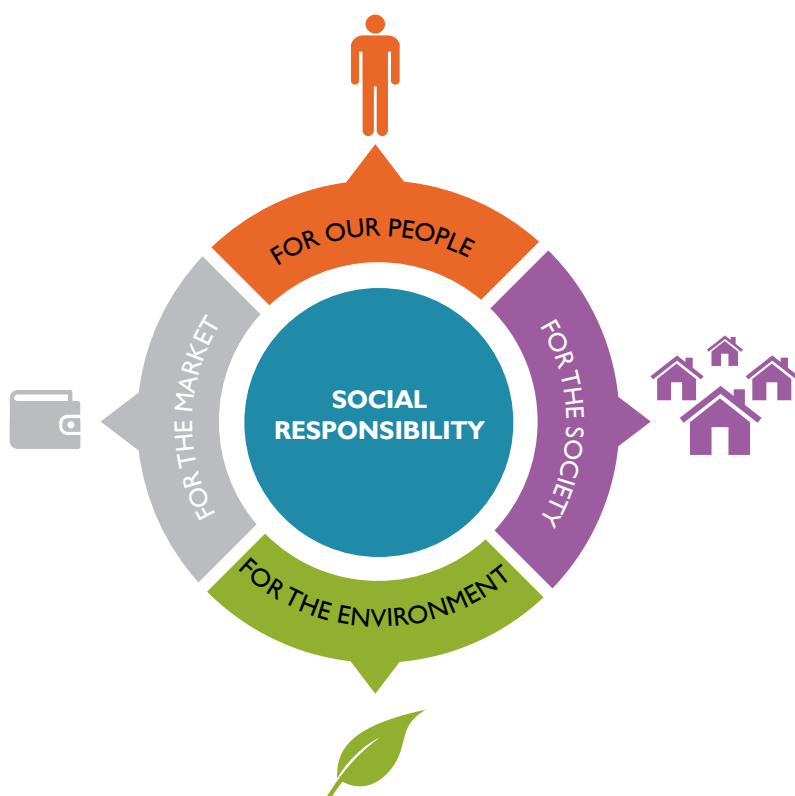 FOR OUR PEOPLE
FOR THE MARKET
SOCIAL
RESPONSIBILITY
FOR THE SOCIETY
FOR THE ENVIRONMENT